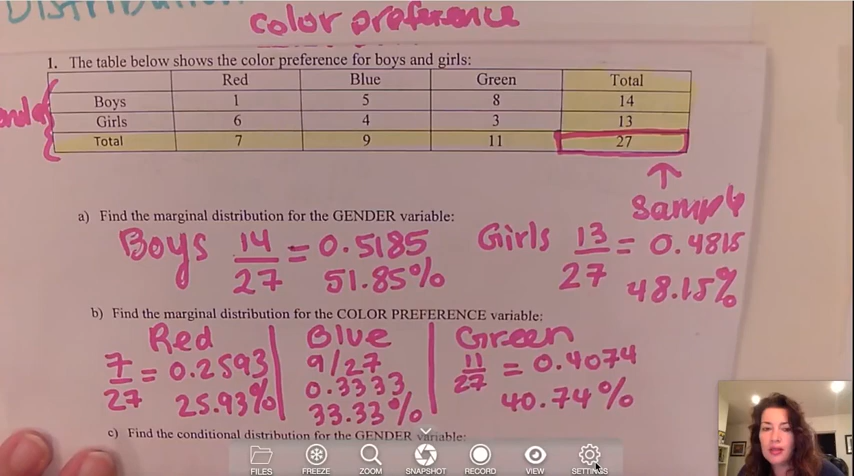 Distribution
color preference
1. The table below shows the color preference for boys and girls:
Red Blue Green Total
Boys 1 5 8 14
Girls 6 4 3 13
Total 7 9 11 27
sample
a) Find the marginal distribution for the GENDER variable:
Boys 14/27 = 0.5185
51.85%
Girls 13/27 = 0.4815
48.15%
b) Find the marginal distribution for the COLOR PREFERENCE variable:
Red
7/27 = 0.2593
25.93%
Blue
9/27
0.3333
33.33%
Green
11/27 = 0.4074
40.74%
c) Find the conditional distribution for the GENDER variable:
FILES FREEZE ZOOM SNAPSHOT RECORD VIEW SETTINGS